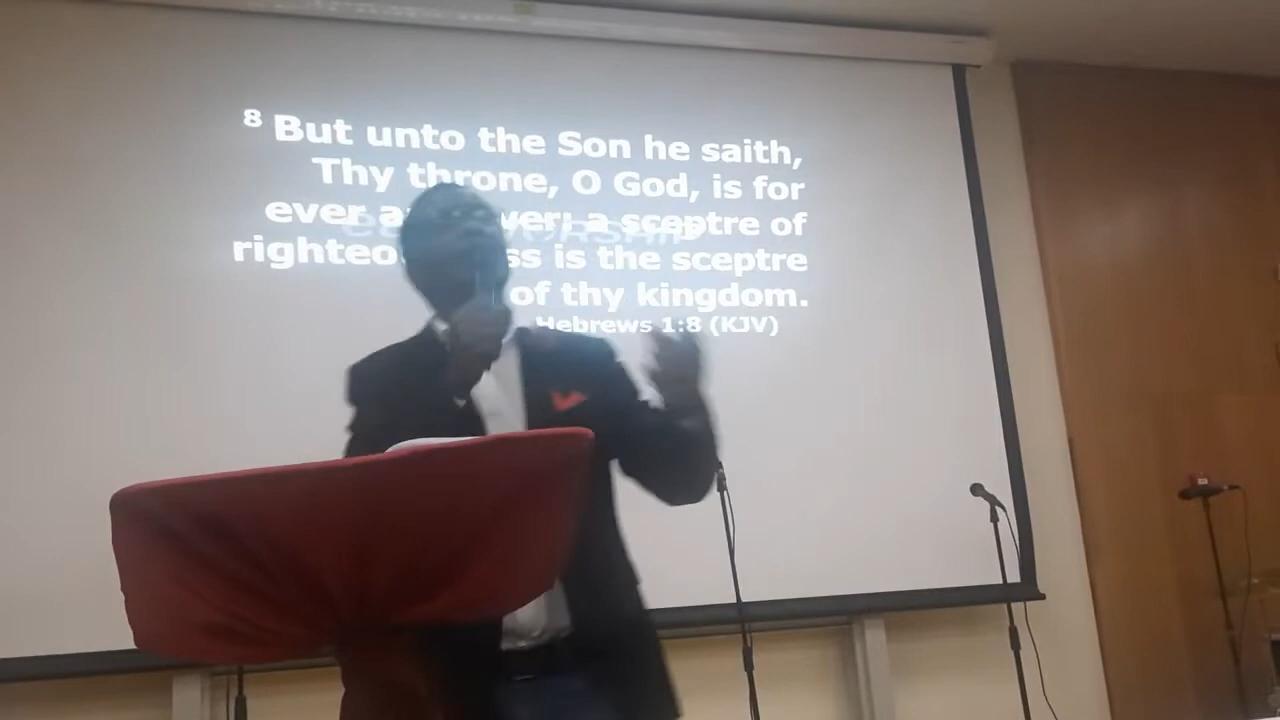 8 But unto the Son he saith,
Thy throne, O God, is for
ever a ver; a sceptre of
righteo ss is the sceptre
of thy kingdom.
Hebrews 1:8 (KJV)